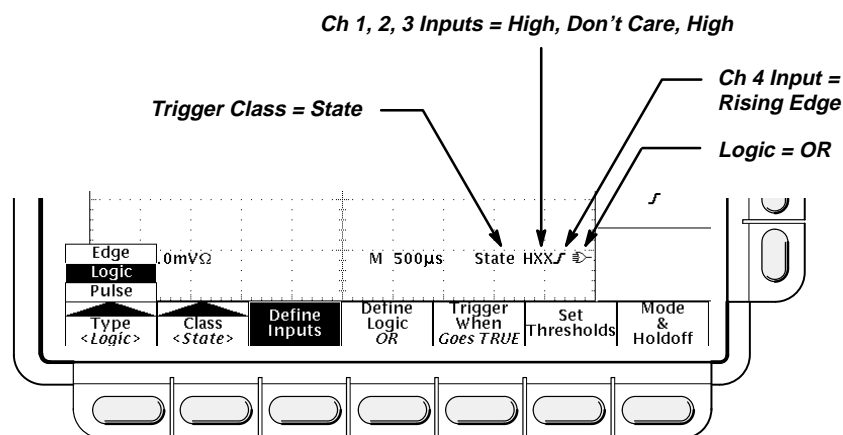 Ch 1, 2, 3 Inputs = High, Don't Care, High
Ch 4 Input =
Rising Edge
Trigger Class = State
Logic = OR
Edge
Logic
Pulse
.0mVΩ
M 500µs
State HXX
Type
<Logic>
Class
<State>
Define
Inputs
Define
Logic
OR
Trigger
When
Goes TRUE
Set
Thresholds
Mode
&
Holdoff